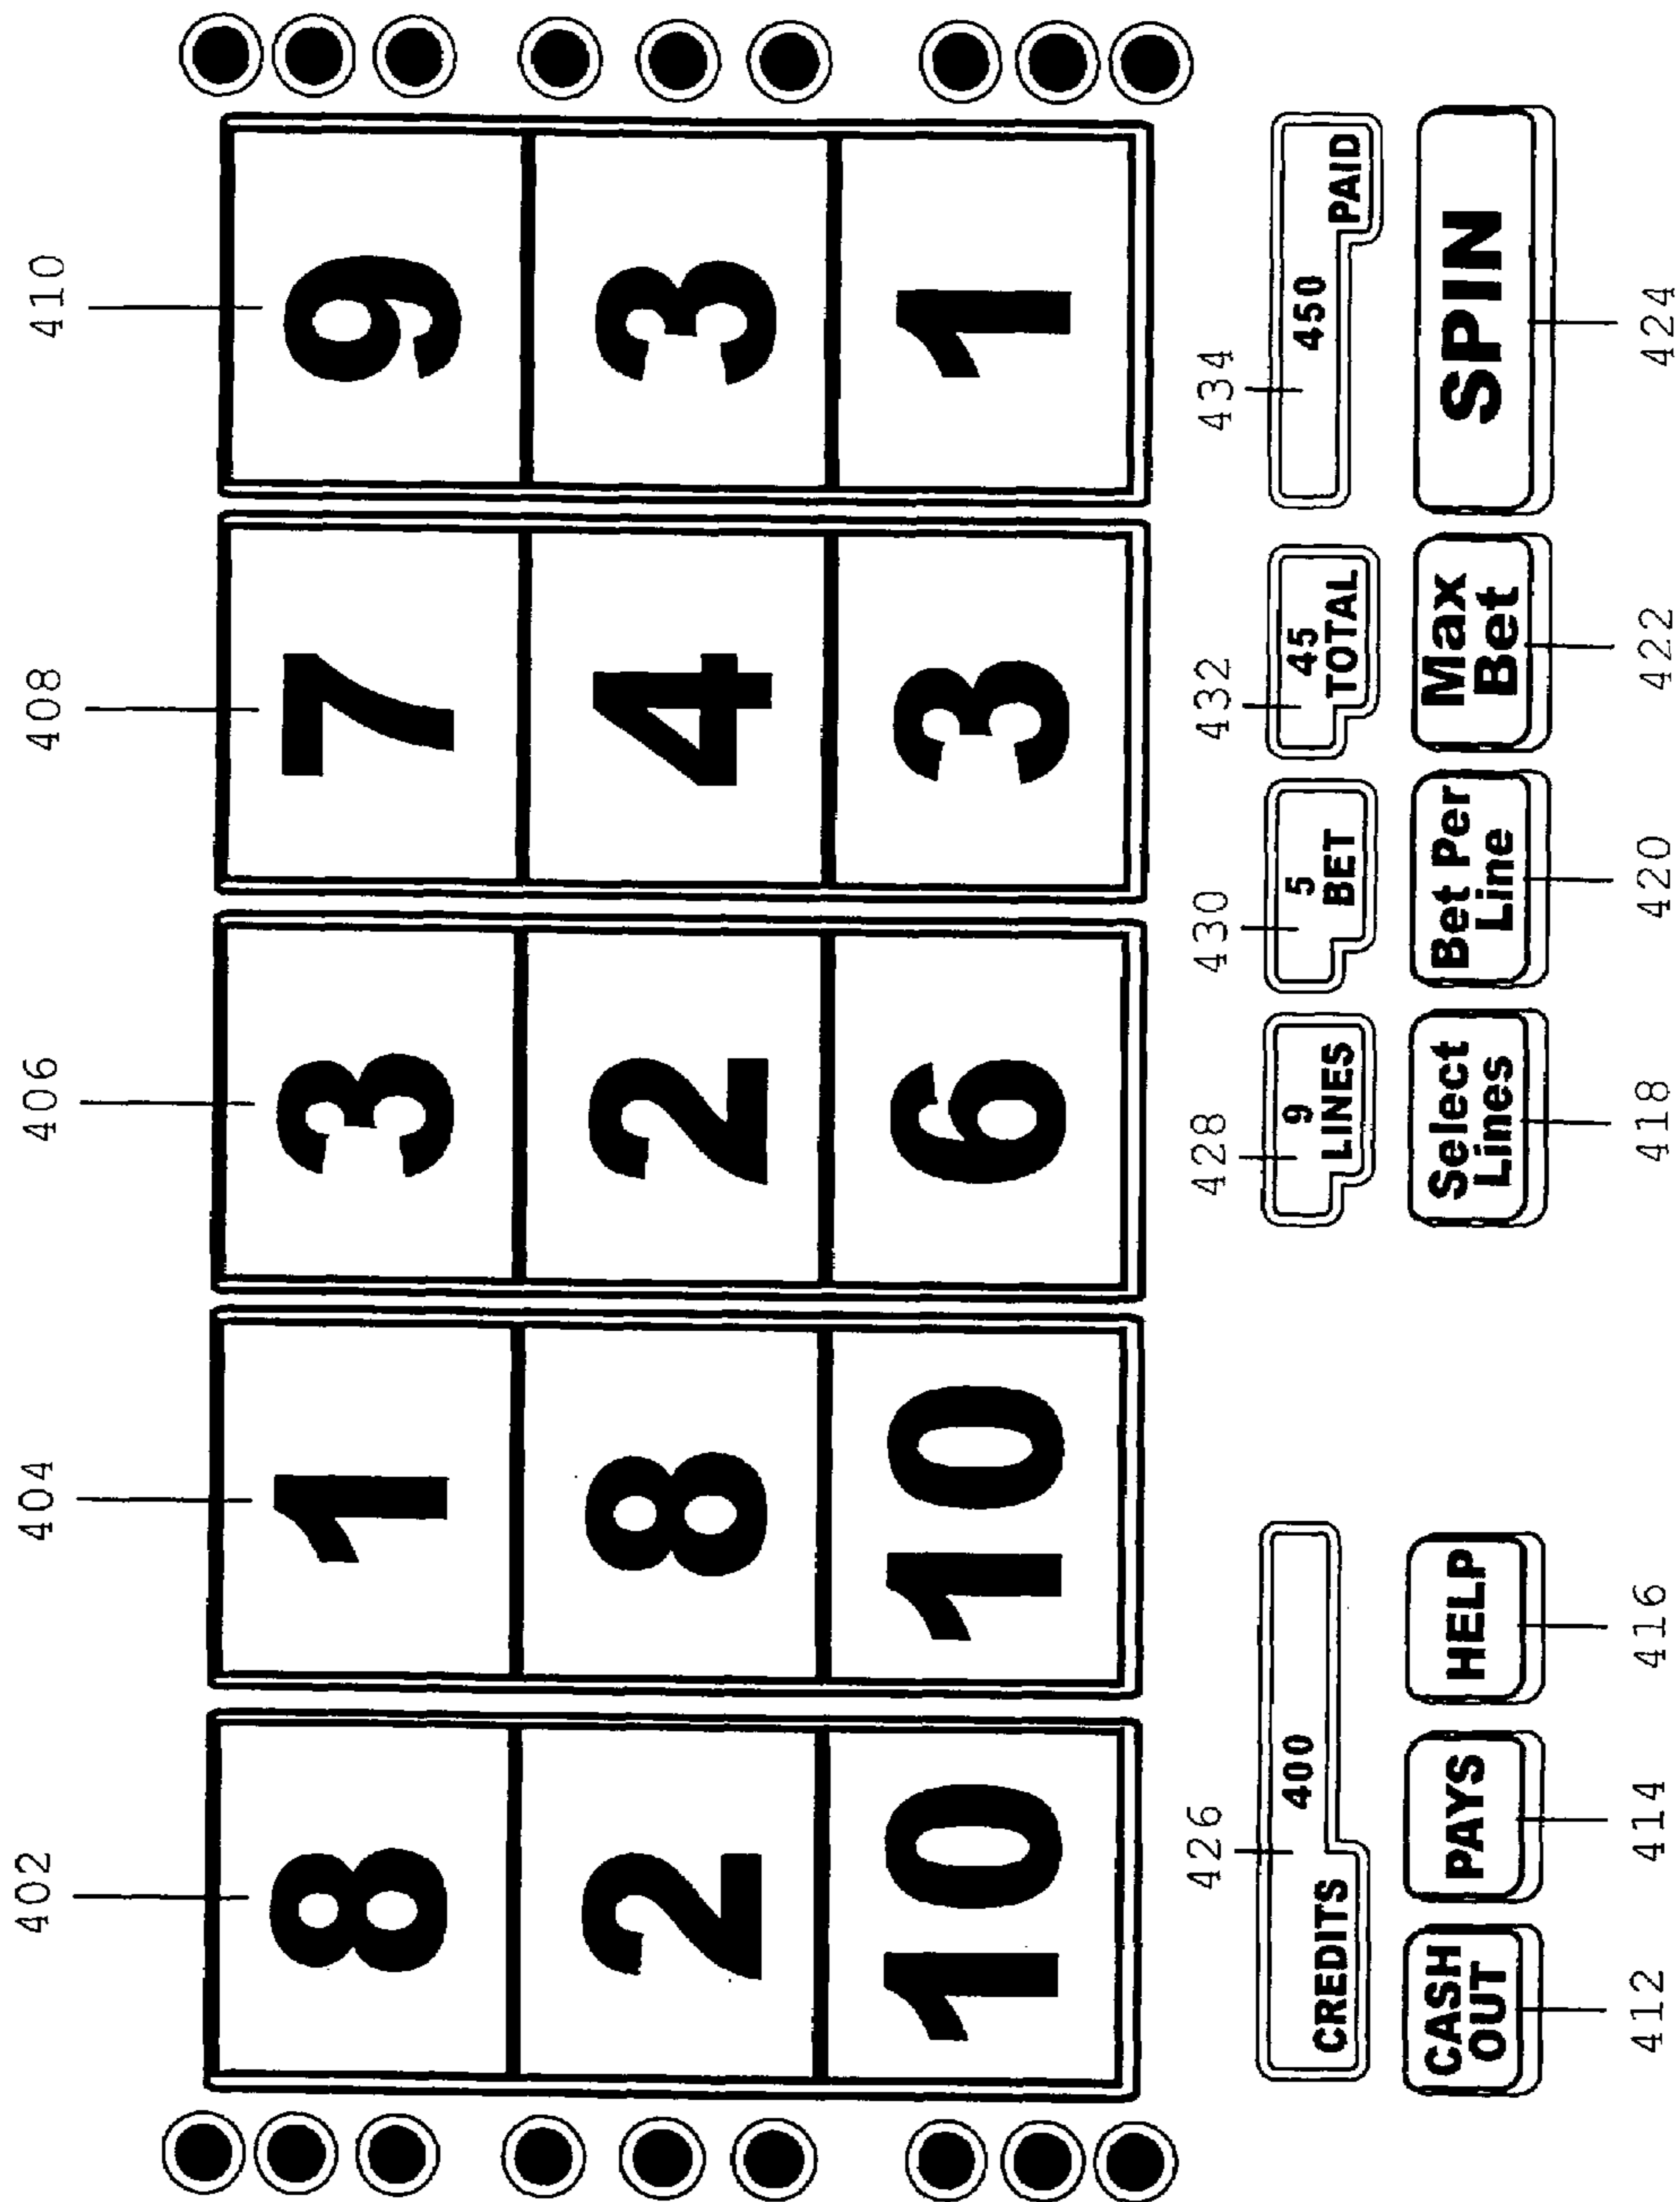 402 404 406 408 410
8 1 3 7 9
2 8 2 4 3
10 10 6 3 1
426 428 430 432 434
400 9 5 45 450
CREDITS LINES BET TOTAL PAID
CASH OUT
PAYS
HELP
Select Lines
Bet Per Line
Max Bet
SPIN
412 414 416 418 420 422 424